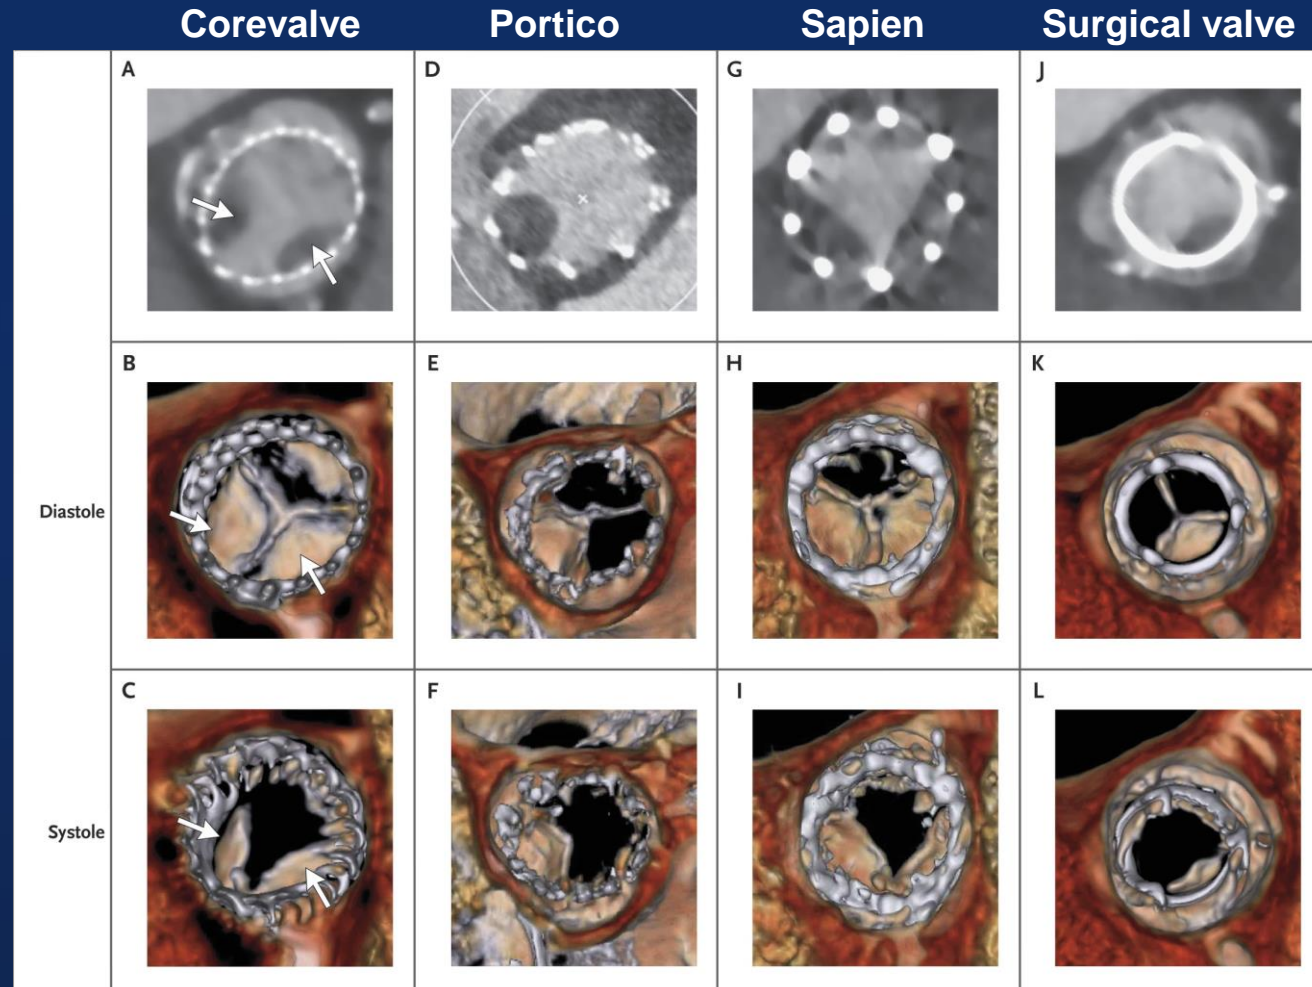 Corevalve Portico Sapien Surgical valve
A D G J
B E H K
Diastole
C F I L
Systole